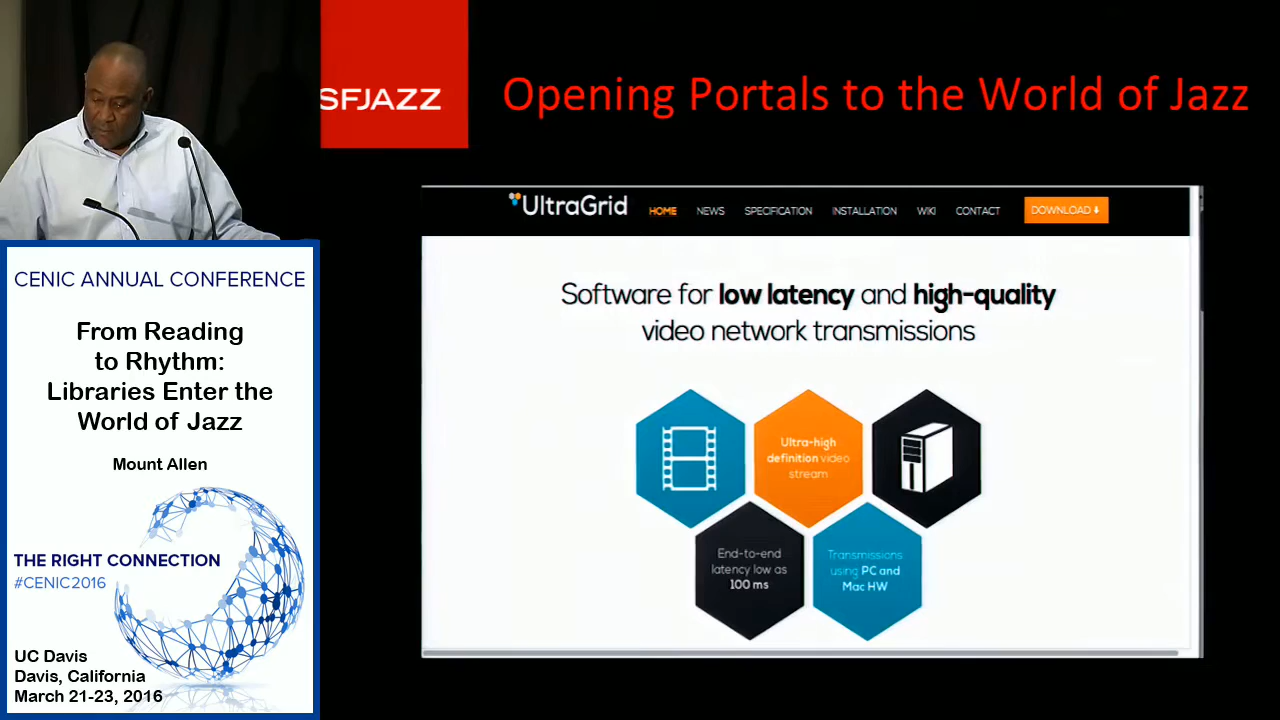 SFJAZZ
Opening Portals to the World of Jazz
UltraGrid
HOME NEWS SPECIFICATION INSTALLATION WIKI CONTACT DOWNLOAD
Software for low latency and high-quality
video network transmissions
Ultra-high
definition video
stream
End-to-end
latency low as
100 ms
Transmissions
using PC and
Mac HW
CENIC ANNUAL CONFERENCE
From Reading
to Rhythm:
Libraries Enter the
World of Jazz
Mount Allen
THE RIGHT CONNECTION
#CENIC2016
UC Davis
Davis, California
March 21-23, 2016